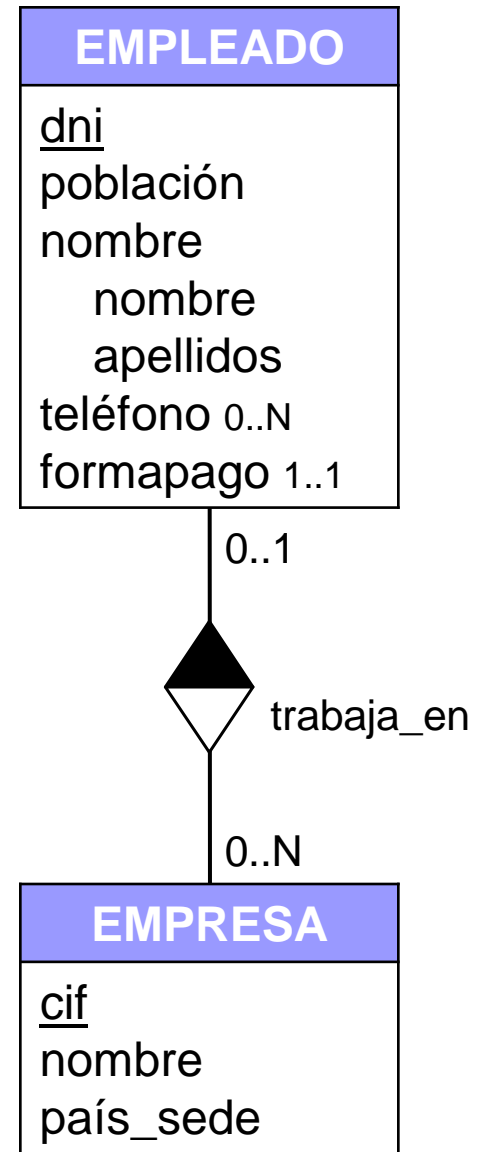 EMPLEADO
dni
población
nombre
nombre
apellidos
teléfono 0..N
formapago 1..1
0..1
trabaja_en
0..N
EMPRESA
cif
nombre
país_sede